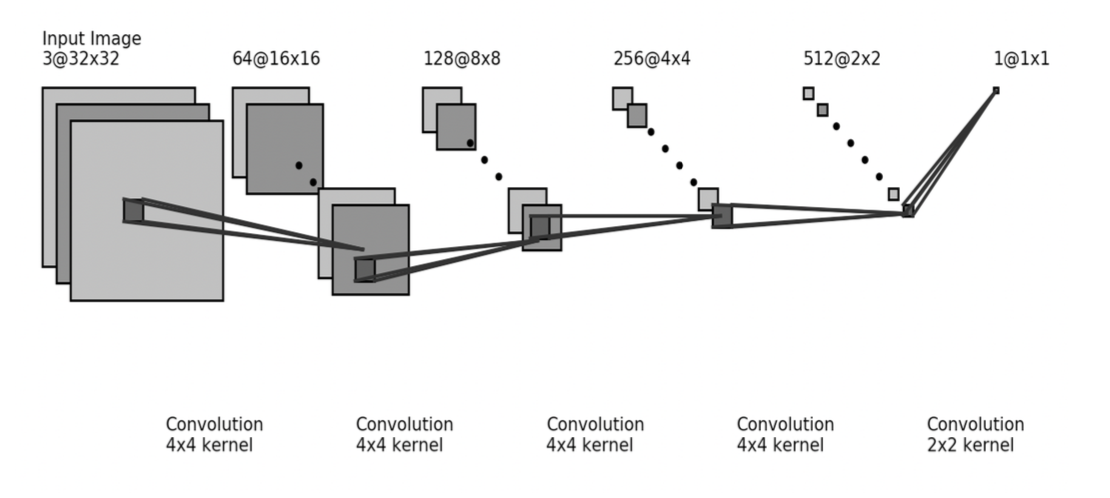 Input Image
3@32x32
64@16x16
128@8x8
256@4x4
512@2x2
1@1x1
Convolution
4x4 kernel
Convolution
4x4 kernel
Convolution
4x4 kernel
Convolution
4x4 kernel
Convolution
2x2 kernel